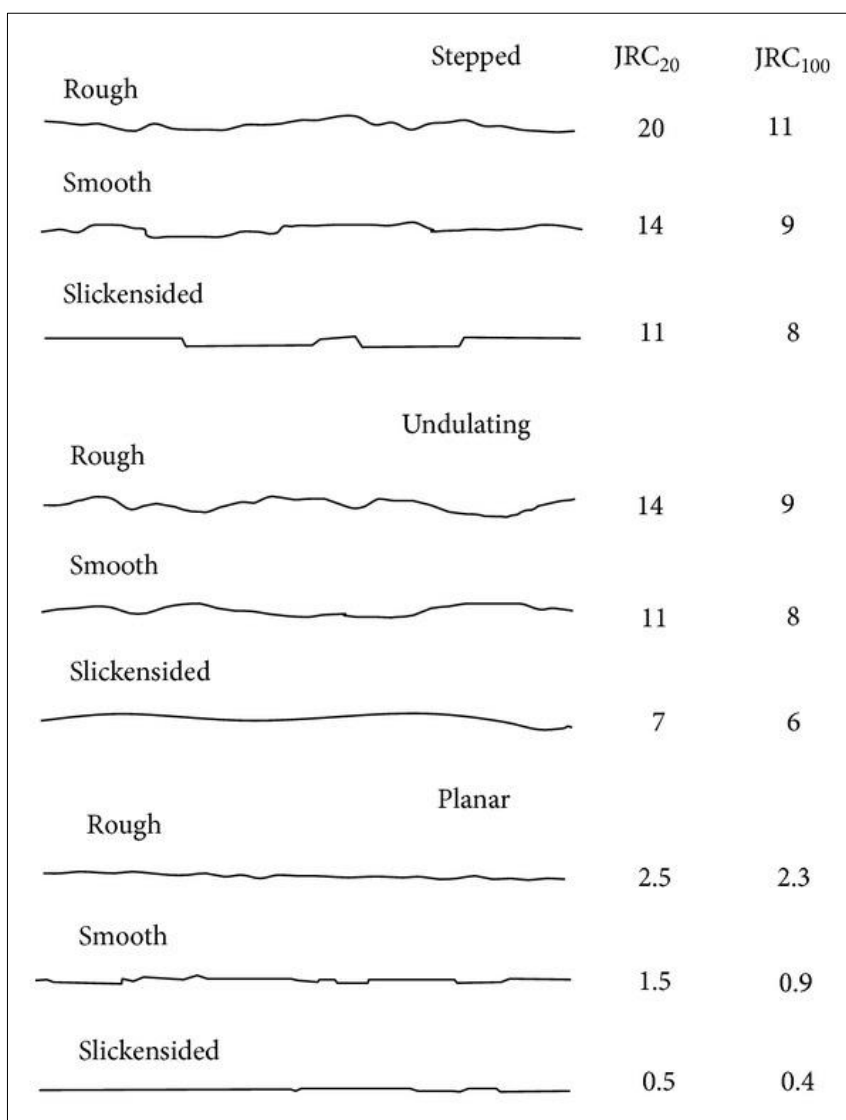 Stepped JRC₂₀ JRC₁₀₀
Rough
20 11
Smooth
14 9
Slickensided
11 8
Undulating
Rough
14 9
Smooth
11 8
Slickensided
7 6
Planar
Rough
2.5 2.3
Smooth
1.5 0.9
Slickensided
0.5 0.4